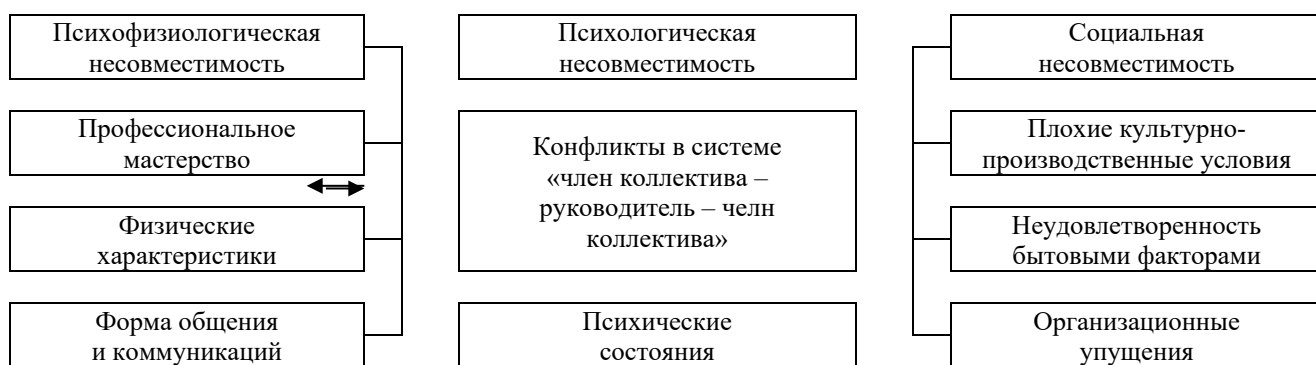 Психофизиологическая
несовместимость
Профессиональное
мастерство
Физические
характеристики
Форма общения
и коммуникаций
Психологическая
несовместимость
Конфликты в системе
«член коллектива –
руководитель – челн
коллектива»
Психические
состояния
Социальная
несовместимость
Плохие культурно-
производственные условия
Неудовлетворенность
бытовыми факторами
Организационные
упущения